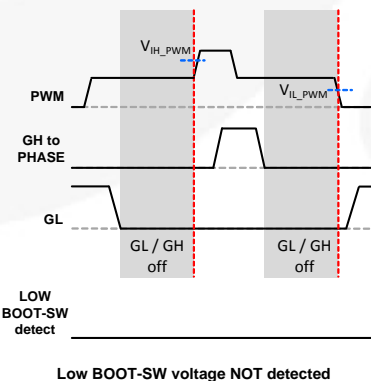 V_IH_PWM
PWM
V_IL_PWM
GH to
PHASE
GL
GL / GH
off
GL / GH
off
LOW
BOOT-SW
detect
Low BOOT-SW voltage NOT detected